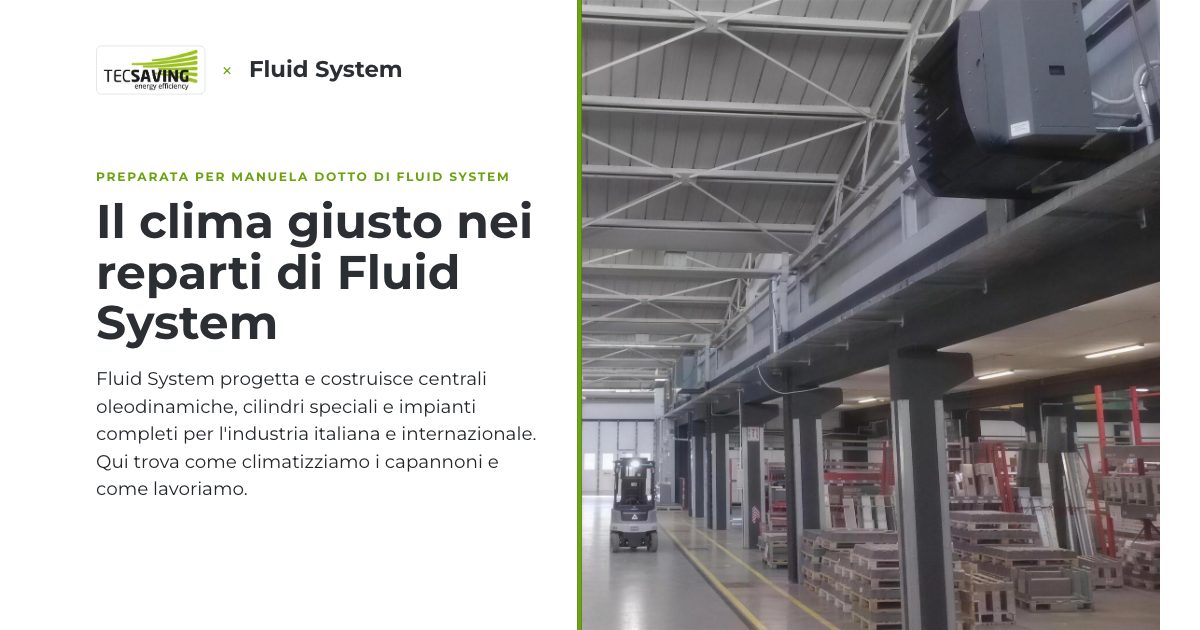 TECSAVING
energy efficiency
× Fluid System
PREPARATA PER MANUELA DOTTO DI FLUID SYSTEM
Il clima giusto nei
reparti di Fluid
System
Fluid System progetta e costruisce centrali
oleodinamiche, cilindri speciali e impianti
completi per l'industria italiana e internazionale.
Qui trova come climatizziamo i capannoni e
come lavoriamo.